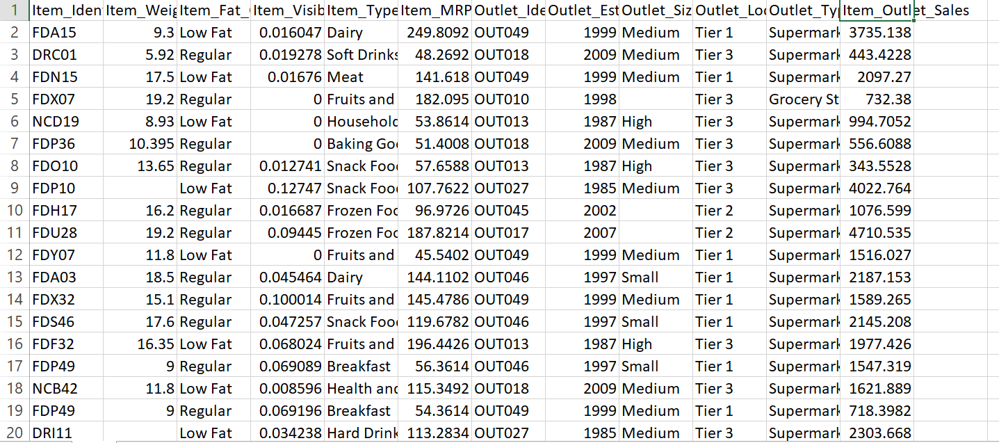 1 Item_Iden Item_Weig Item_Fat_ Item_Visib Item_Type Item_MRP Outlet_Ide Outlet_Est Outlet_Siz Outlet_Loc Outlet_Typ Item_Outlet_Sales
2 FDA15 9.3 Low Fat 0.016047 Dairy 249.8092 OUT049 1999 Medium Tier 1 Supermark 3735.138
3 DRC01 5.92 Regular 0.019278 Soft Drinks 48.2692 OUT018 2009 Medium Tier 3 Supermark 443.4228
4 FDN15 17.5 Low Fat 0.01676 Meat 141.618 OUT049 1999 Medium Tier 1 Supermark 2097.27
5 FDX07 19.2 Regular 0 Fruits and 182.095 OUT010 1998 Tier 3 Grocery St 732.38
6 NCD19 8.93 Low Fat 0 Household 53.8614 OUT013 1987 High Tier 3 Supermark 994.7052
7 FDP36 10.395 Regular 0 Baking Goo 51.4008 OUT018 2009 Medium Tier 3 Supermark 556.6088
8 FDO10 13.65 Regular 0.012741 Snack Food 57.6588 OUT013 1987 High Tier 3 Supermark 343.5528
9 FDP10 Low Fat 0.12747 Snack Food 107.7622 OUT027 1985 Medium Tier 3 Supermark 4022.764
10 FDH17 16.2 Regular 0.016687 Frozen Foo 96.9726 OUT045 2002 Tier 2 Supermark 1076.599
11 FDU28 19.2 Regular 0.09445 Frozen Foo 187.8214 OUT017 2007 Tier 2 Supermark 4710.535
12 FDY07 11.8 Low Fat 0 Fruits and 45.5402 OUT049 1999 Medium Tier 1 Supermark 1516.027
13 FDA03 18.5 Regular 0.045464 Dairy 144.1102 OUT046 1997 Small Tier 1 Supermark 2187.153
14 FDX32 15.1 Regular 0.100014 Fruits and 145.4786 OUT049 1999 Medium Tier 1 Supermark 1589.265
15 FDS46 17.6 Regular 0.047257 Snack Food 119.6782 OUT046 1997 Small Tier 1 Supermark 2145.208
16 FDF32 16.35 Low Fat 0.068024 Fruits and 196.4426 OUT013 1987 High Tier 3 Supermark 1977.426
17 FDP49 9 Regular 0.069089 Breakfast 56.3614 OUT046 1997 Small Tier 1 Supermark 1547.319
18 NCB42 11.8 Low Fat 0.008596 Health and 115.3492 OUT018 2009 Medium Tier 3 Supermark 1621.889
19 FDP49 9 Regular 0.069196 Breakfast 54.3614 OUT049 1999 Medium Tier 1 Supermark 718.3982
20 DRI11 Low Fat 0.034238 Hard Drink 113.2834 OUT027 1985 Medium Tier 3 Supermark 2303.668